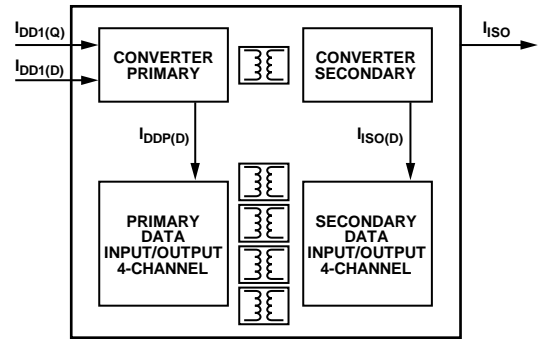 IDD1(Q)
IDD1(D)
CONVERTER
PRIMARY
CONVERTER
SECONDARY
IISO
IDDP(D)
IISO(D)
PRIMARY
DATA
INPUT/OUTPUT
4-CHANNEL
SECONDARY
DATA
INPUT/OUTPUT
4-CHANNEL